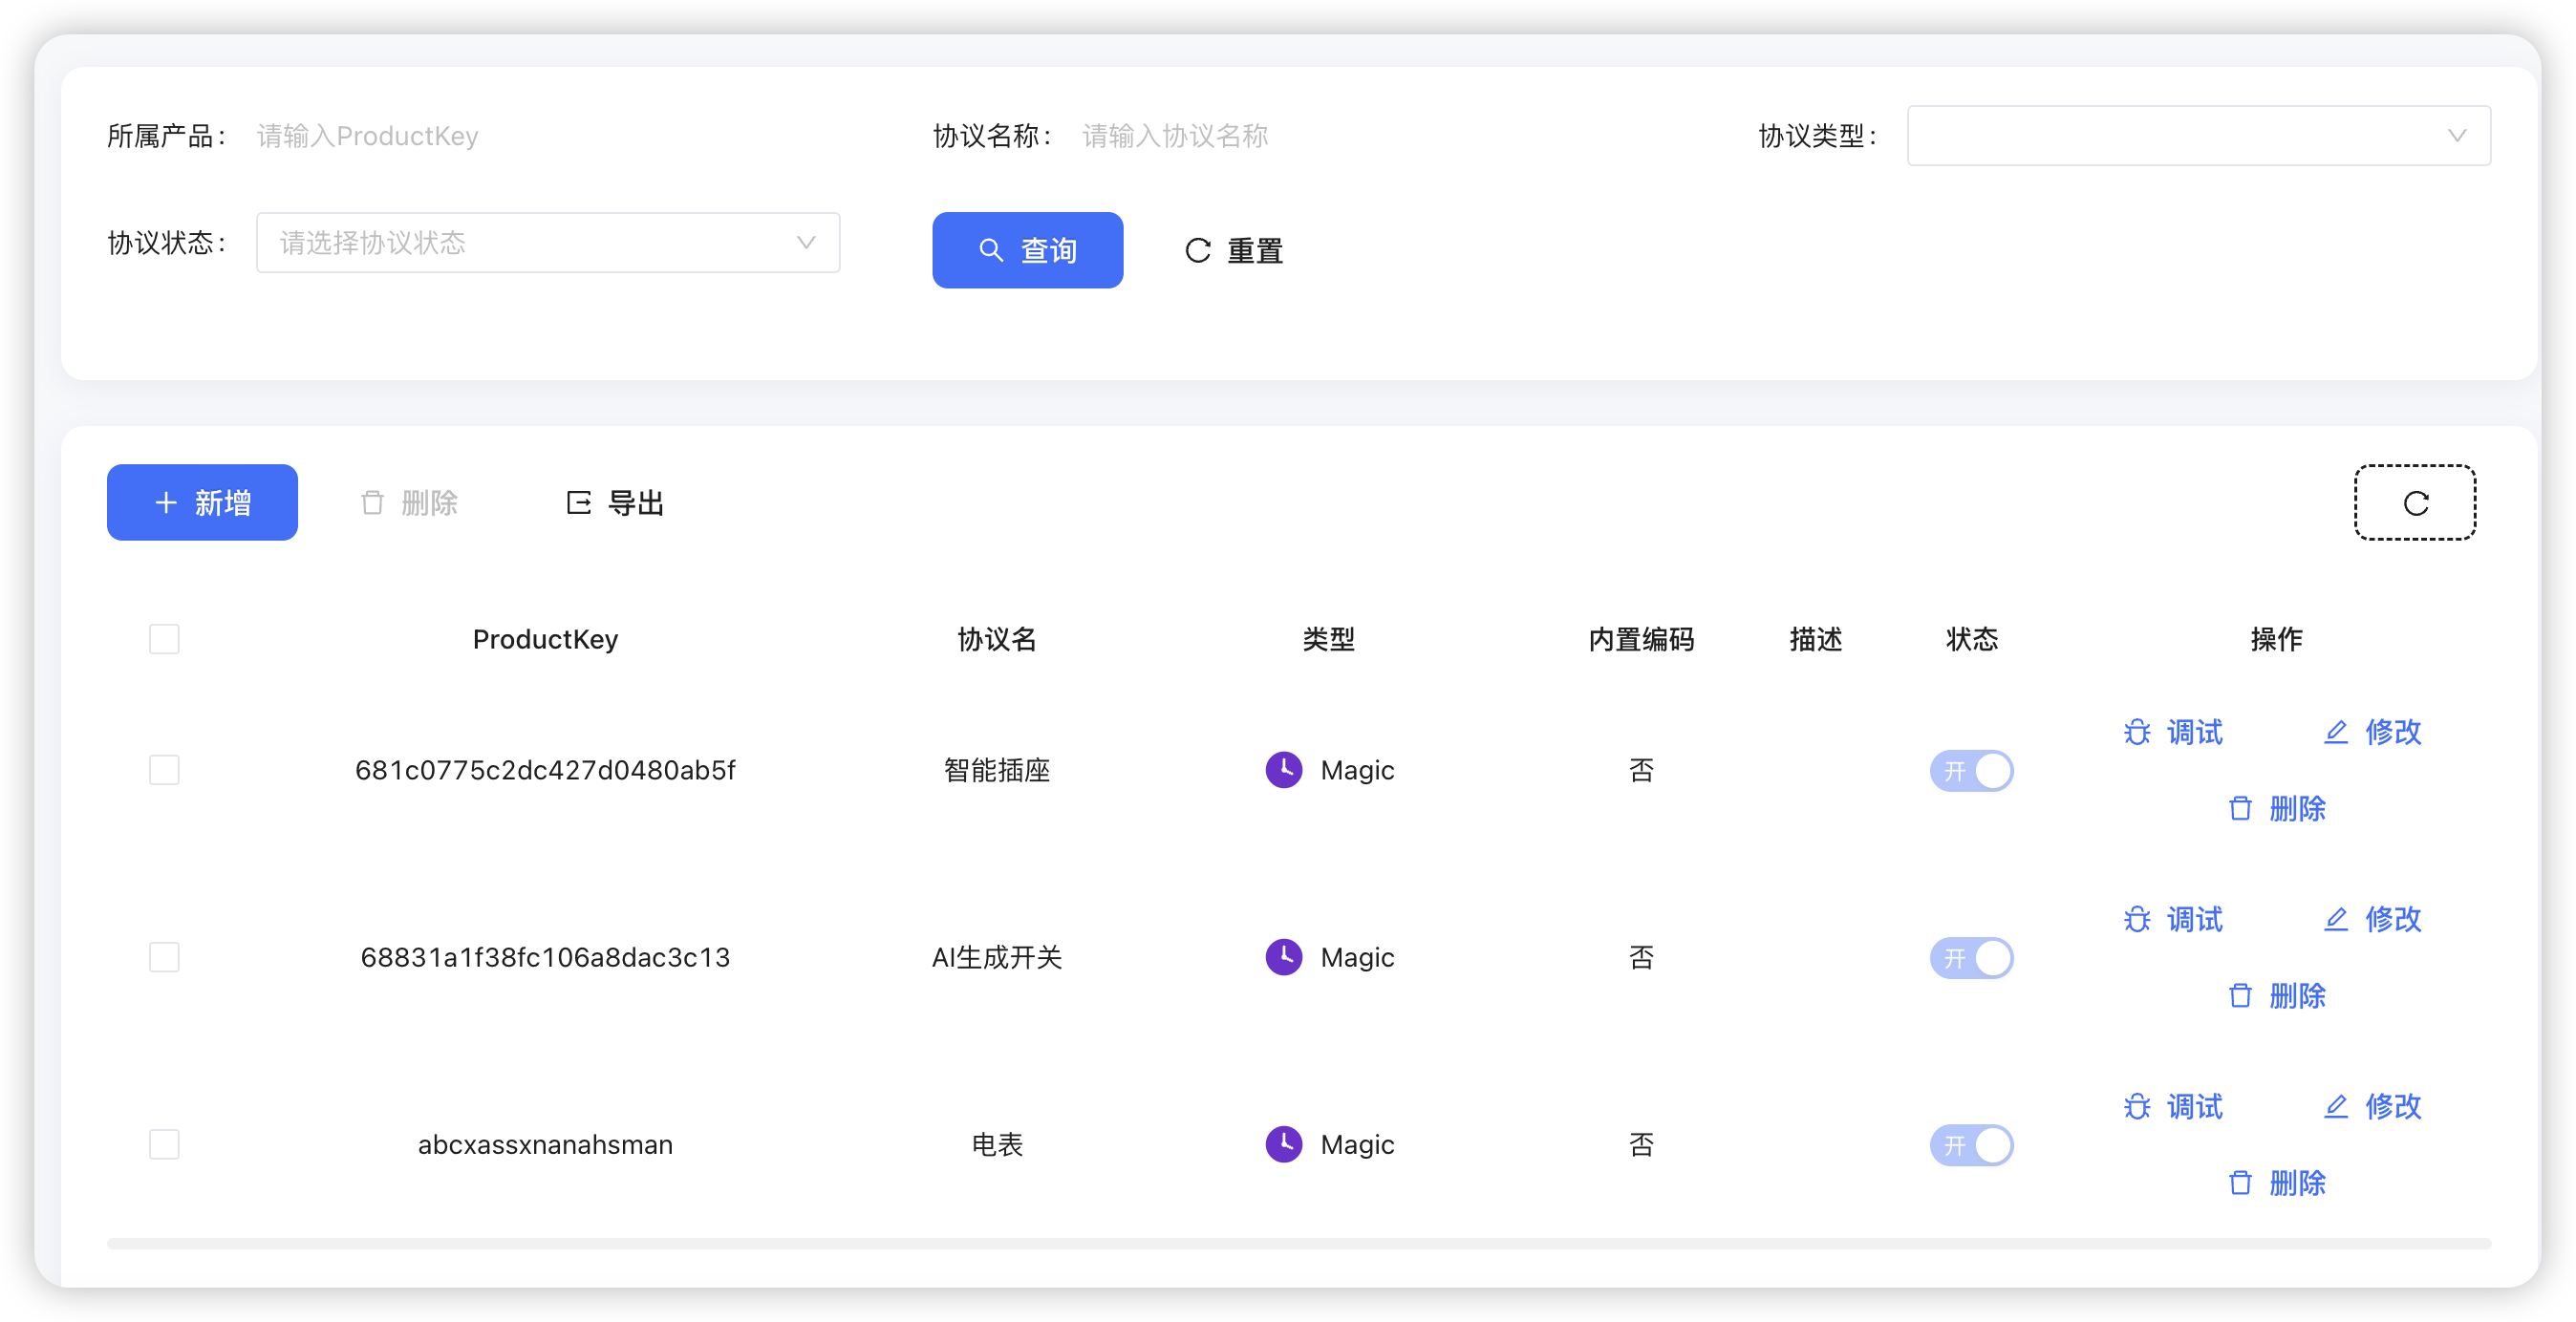 所属产品： 请输入ProductKey 协议名称： 请输入协议名称 协议类型：
协议状态： 请选择协议状态 查询 重置
新增 删除 导出
ProductKey 协议名 类型 内置编码 描述 状态 操作
681c0775c2dc427d0480ab5f 智能插座 Magic 否 开 调试 修改
删除
68831a1f38fc106a8dac3c13 AI生成开关 Magic 否 开 调试 修改
删除
abcxassxnanahsman 电表 Magic 否 开 调试 修改
删除